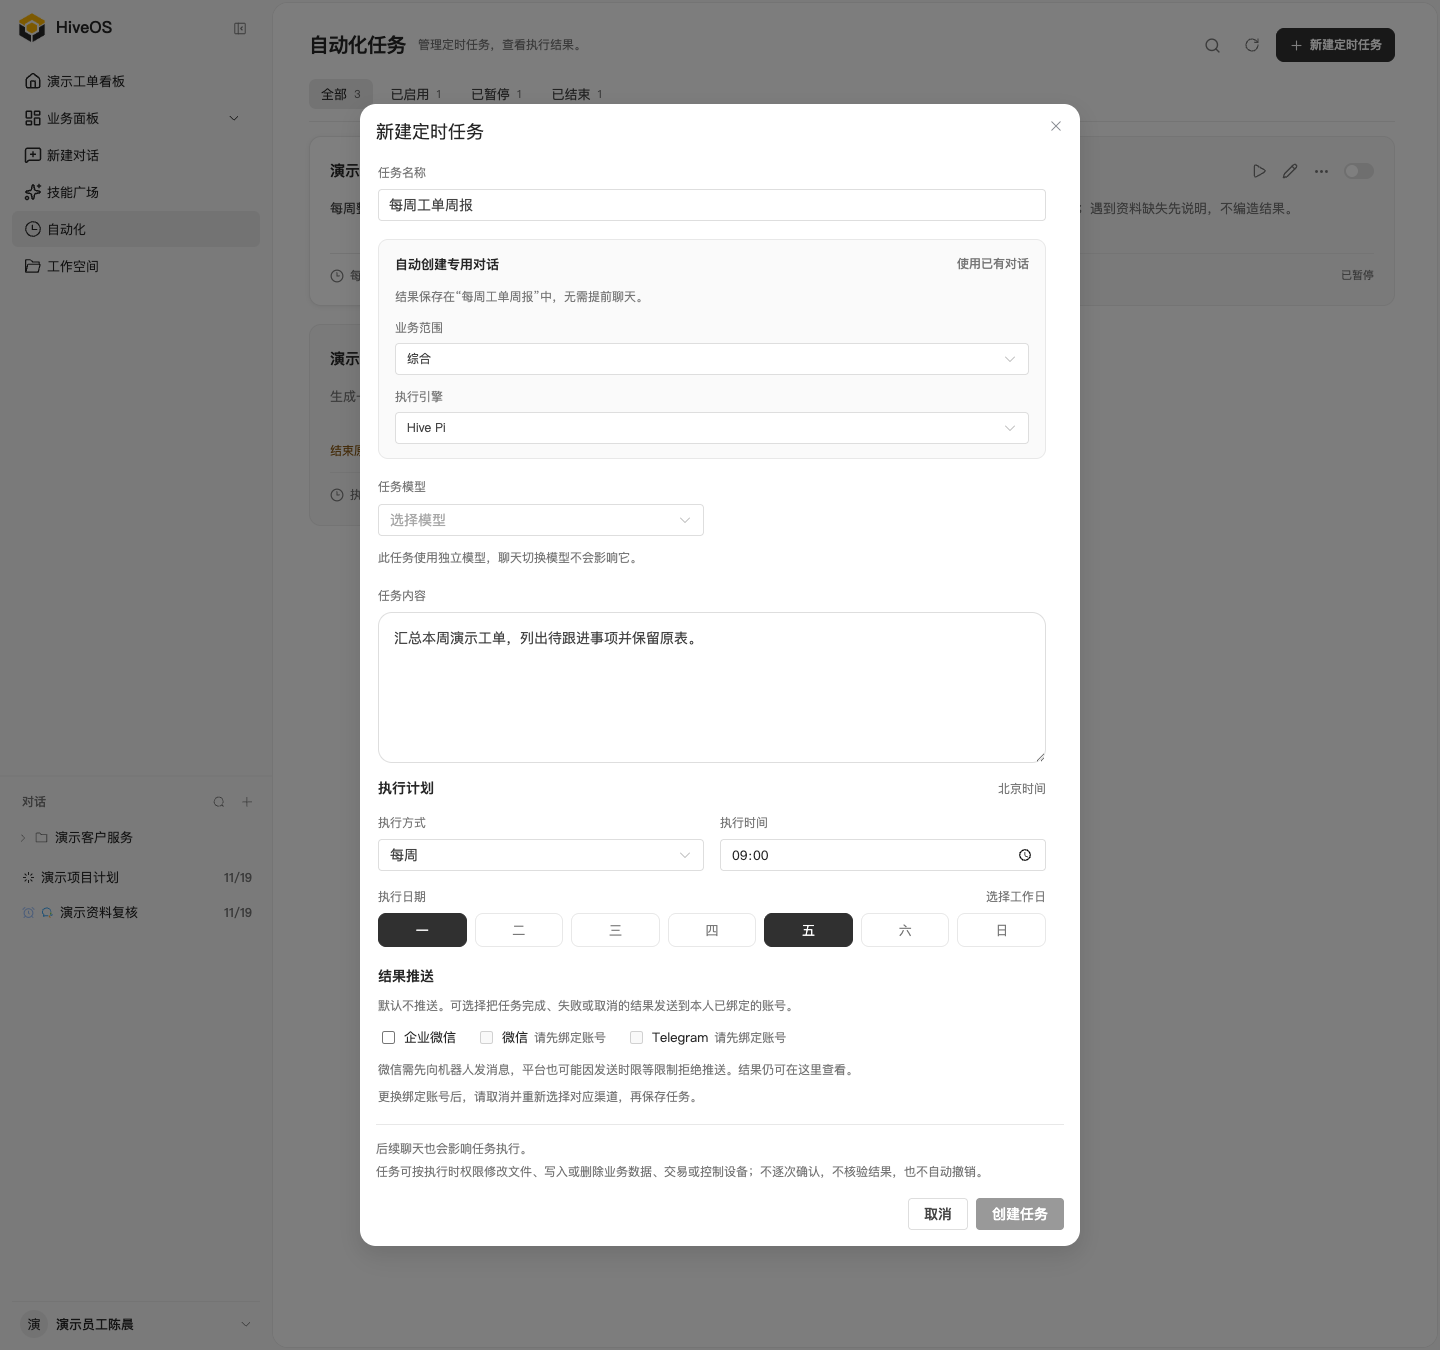 HiveOS
演示工单看板
业务面板
新建对话
技能广场
自动化
工作空间
对话
演示客户服务
演示项目计划 11/19
演示资料复核 11/19
演 演示员工陈晨
自动化任务 管理定时任务，查看执行结果。
新建定时任务
全部 3 已启用 1 已暂停 1 已结束 1
演示
每周
遇到资料缺失先说明，不编造结果。
每
已暂停
演示
生成
结束
执
新建定时任务
任务名称
每周工单周报
自动创建专用对话 使用已有对话
结果保存在“每周工单周报”中，无需提前聊天。
业务范围
综合
执行引擎
Hive Pi
任务模型
选择模型
此任务使用独立模型，聊天切换模型不会影响它。
任务内容
汇总本周演示工单，列出待跟进事项并保留原表。
执行计划 北京时间
执行方式 执行时间
每周 09:00
执行日期 选择工作日
一 二 三 四 五 六 日
结果推送
默认不推送。可选择把任务完成、失败或取消的结果发送到本人已绑定的账号。
企业微信 微信 请先绑定账号 Telegram 请先绑定账号
微信需先向机器人发消息，平台也可能因发送时限等限制拒绝推送。结果仍可在这里查看。
更换绑定账号后，请取消并重新选择对应渠道，再保存任务。
后续聊天也会影响任务执行。
任务可按执行时权限修改文件、写入或删除业务数据、交易或控制设备；不逐次确认，不核验结果，也不自动撤销。
取消 创建任务